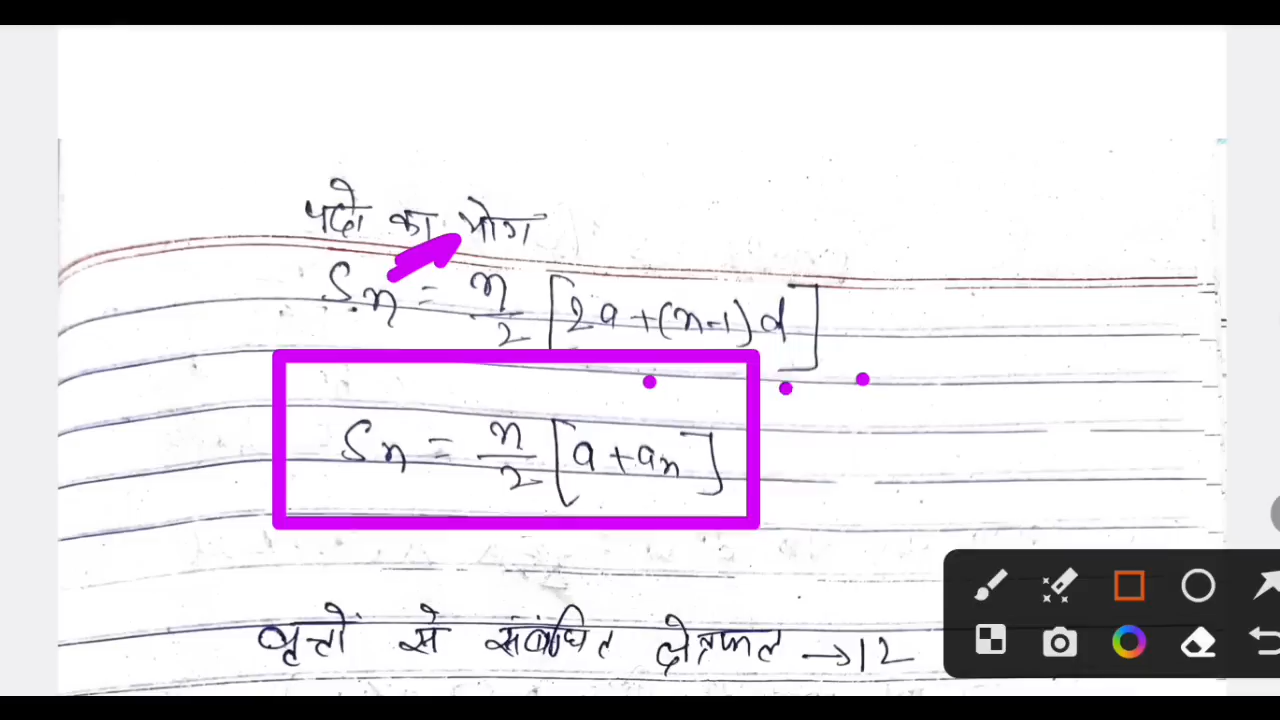 पदो का योग
Sn = n/2 [2a+(n-1)d]
Sn = n/2 [a+an]
वृत्तों से संबंधित क्षेत्रफल →12